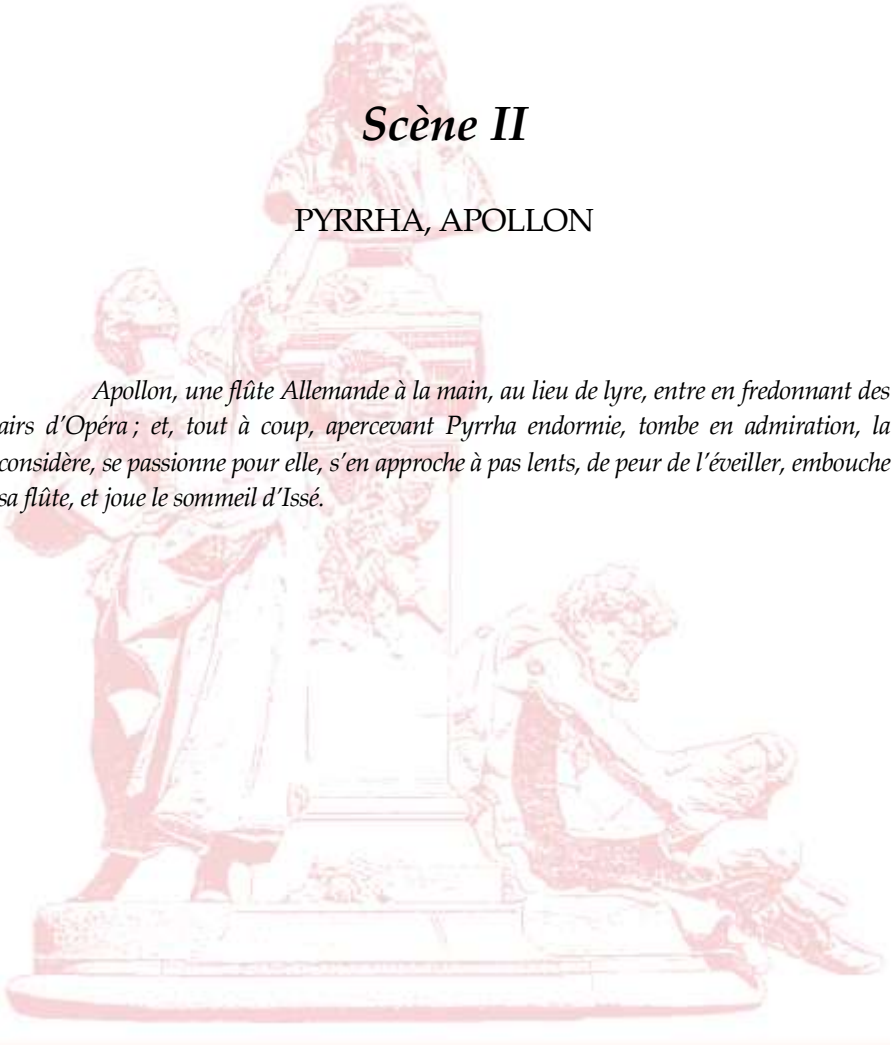 Scène II
PYRRHA, APOLLON
Apollon, une flûte Allemande à la main, au lieu de lyre, entre en fredonnant des
airs d’Opéra ; et, tout à coup, apercevant Pyrrha endormie, tombe en admiration, la
considère, se passionne pour elle, s’en approche à pas lents, de peur de l’éveiller, embouche
sa flûte, et joue le sommeil d’Issé.